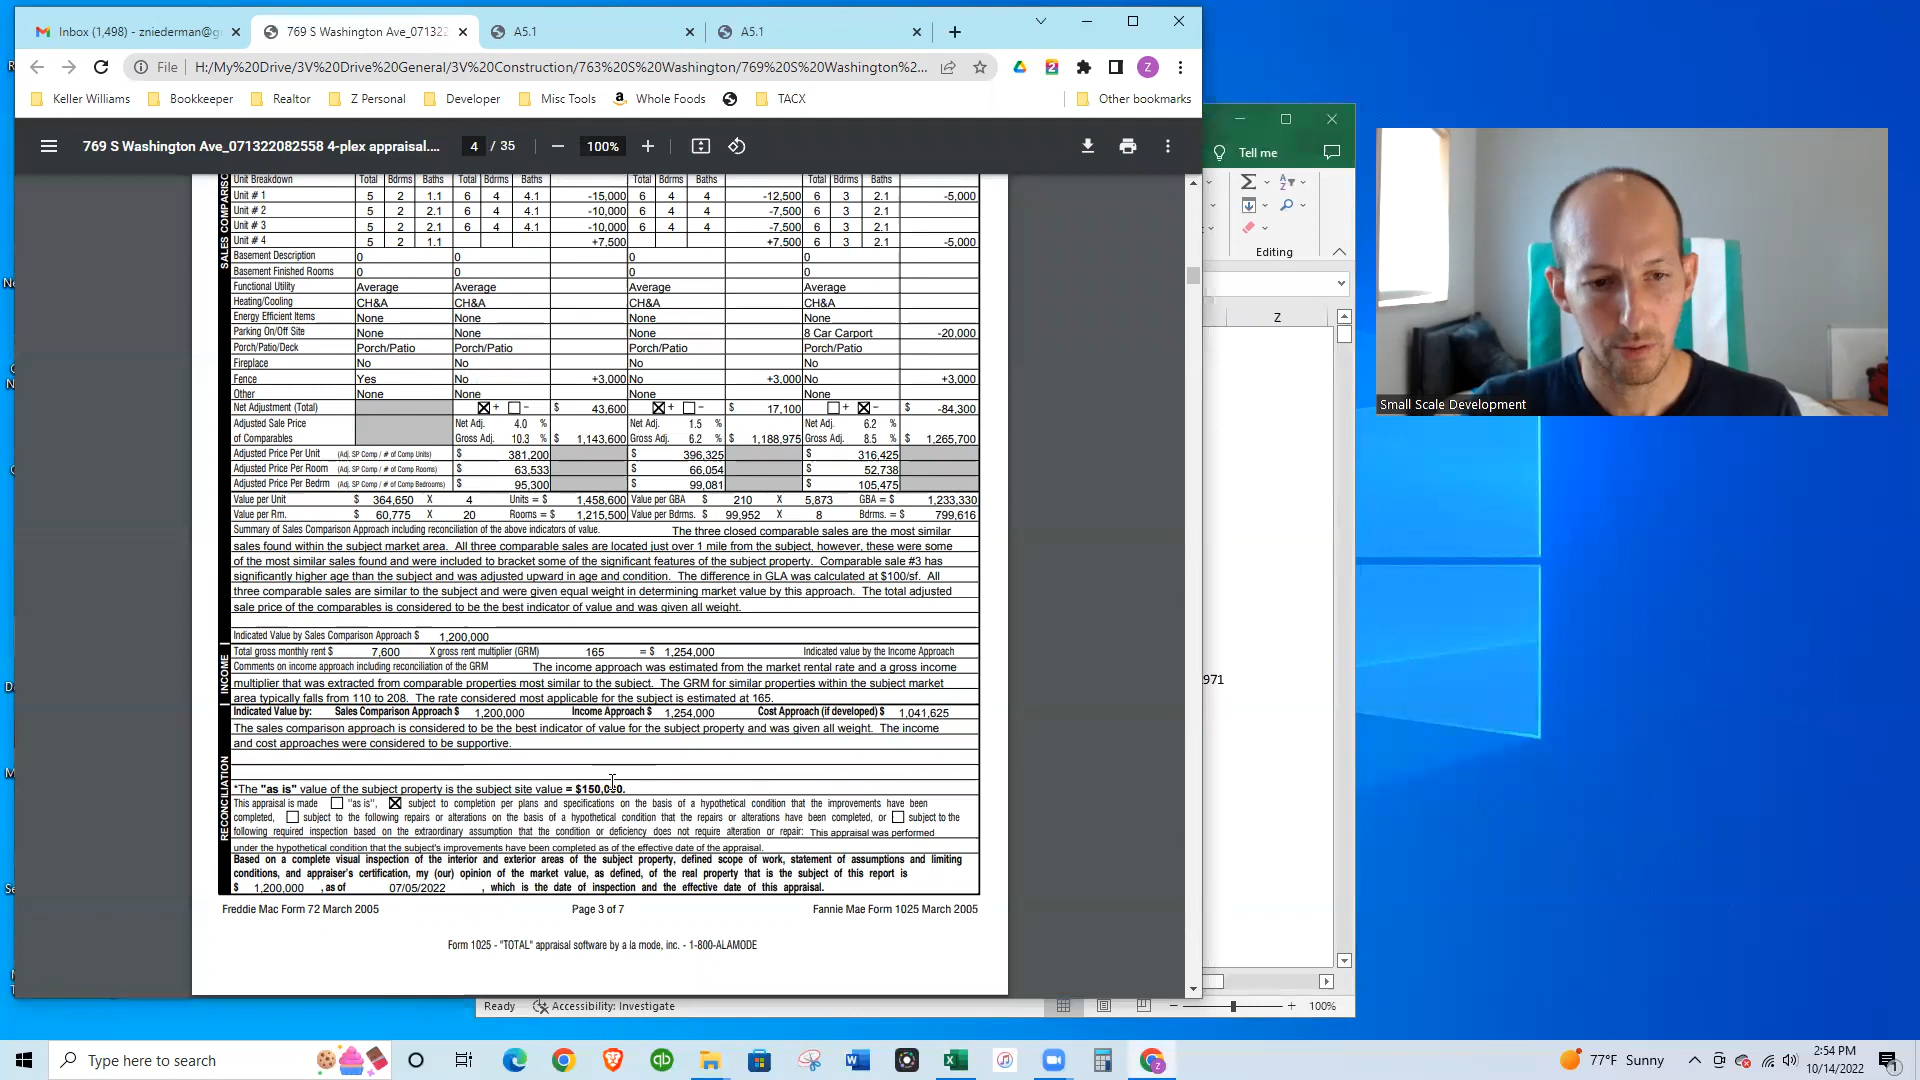 Inbox (1,498) - zniederman@g
769 S Washington Ave_071322
A5.1
A5.1
File H:/My%20Drive/3V%20Drive%20General/3V%20Construction/763%20S%20Washington/769%20S%20Washington%2...
Z
Keller Williams Bookkeeper Realtor Z Personal Developer Misc Tools Whole Foods TACX Other bookmarks
769 S Washington Ave_071322082558 4-plex appraisal.... 4 / 35 100%
Tell me
Editing
Z
971
SALES COMPARISO
Unit Breakdown Total Bdrms Baths Total Bdrms Baths Total Bdrms Baths Total Bdrms Baths
Unit # 1 5 2 1.1 6 4 4.1 -15,000 6 4 4 -12,500 6 3 2.1 -5,000
Unit # 2 5 2 2.1 6 4 4.1 -10,000 6 4 4 -7,500 6 3 2.1
Unit # 3 5 2 2.1 6 4 4.1 -10,000 6 4 4 -7,500 6 3 2.1
Unit # 4 5 2 1.1 +7,500 +7,500 6 3 2.1 -5,000
Basement Description 0 0 0 0
Basement Finished Rooms 0 0 0 0
Functional Utility Average Average Average Average
Heating/Cooling CH&A CH&A CH&A CH&A
Energy Efficient Items None None None None
Parking On/Off Site None None None 8 Car Carport -20,000
Porch/Patio/Deck Porch/Patio Porch/Patio Porch/Patio Porch/Patio
Fireplace No No No No
Fence Yes No +3,000 No +3,000 No +3,000
Other None None None None
Net Adjustment (Total) + - $ 43,600 + - $ 17,100 + - $ -84,300
Adjusted Sale Price Net Adj. 4.0 % Net Adj. 1.5 % Net Adj. 6.2 %
of Comparables Gross Adj. 10.3 % $ 1,143,600 Gross Adj. 6.2 % $ 1,188,975 Gross Adj. 8.5 % $ 1,265,700
Adjusted Price Per Unit (Adj. SP Comp / # of Comp Units) $ 381,200 $ 396,325 $ 316,425
Adjusted Price Per Room (Adj. SP Comp / # of Comp Rooms) $ 63,533 $ 66,054 $ 52,738
Adjusted Price Per Bedrm (Adj. SP Comp / # of Comp Bedrooms) $ 95,300 $ 99,081 $ 105,475
Value per Unit $ 364,650 X 4 Units = $ 1,458,600 Value per GBA $ 210 X 5,873 GBA = $ 1,233,330
Value per Rm. $ 60,775 X 20 Rooms = $ 1,215,500 Value per Bdrms. $ 99,952 X 8 Bdrms. = $ 799,616
Summary of Sales Comparison Approach including reconciliation of the above indicators of value. The three closed comparable sales are the most similar
sales found within the subject market area. All three comparable sales are located just over 1 mile from the subject, however, these were some
of the most similar sales found and were included to bracket some of the significant features of the subject property. Comparable sale #3 has
significantly higher age than the subject and was adjusted upward in age and condition. The difference in GLA was calculated at $100/sf. All
three comparable sales are similar to the subject and were given equal weight in determining market value by this approach. The total adjusted
sale price of the comparables is considered to be the best indicator of value and was given all weight.
Indicated Value by Sales Comparison Approach $ 1,200,000
INCOME
Total gross monthly rent $ 7,600 X gross rent multiplier (GRM) 165 = $ 1,254,000 Indicated value by the Income Approach
Comments on income approach including reconciliation of the GRM The income approach was estimated from the market rental rate and a gross income
multiplier that was extracted from comparable properties most similar to the subject. The GRM for similar properties within the subject market
area typically falls from 110 to 208. The rate considered most applicable for the subject is estimated at 165.
RECONCILIATION
Indicated Value by: Sales Comparison Approach $ 1,200,000 Income Approach $ 1,254,000 Cost Approach (if developed) $ 1,041,625
The sales comparison approach is considered to be the best indicator of value for the subject property and was given all weight. The income
and cost approaches were considered to be supportive.
*The "as is" value of the subject property is the subject site value = $150,000.
This appraisal is made "as is", subject to completion per plans and specifications on the basis of a hypothetical condition that the improvements have been
completed, subject to the following repairs or alterations on the basis of a hypothetical condition that the repairs or alterations have been completed, or subject to the
following required inspection based on the extraordinary assumption that the condition or deficiency does not require alteration or repair: This appraisal was performed
under the hypothetical condition that the subject's improvements have been completed as of the effective date of the appraisal.
Based on a complete visual inspection of the interior and exterior areas of the subject property, defined scope of work, statement of assumptions and limiting
conditions, and appraiser's certification, my (our) opinion of the market value, as defined, of the real property that is the subject of this report is
$ 1,200,000 , as of 07/05/2022 , which is the date of inspection and the effective date of this appraisal.
Freddie Mac Form 72 March 2005 Page 3 of 7 Fannie Mae Form 1025 March 2005
Form 1025 - "TOTAL" appraisal software by a la mode, inc. - 1-800-ALAMODE
Small Scale Development
Ready Accessibility: Investigate 100%
Type here to search
77°F Sunny
2:54 PM
10/14/2022
1